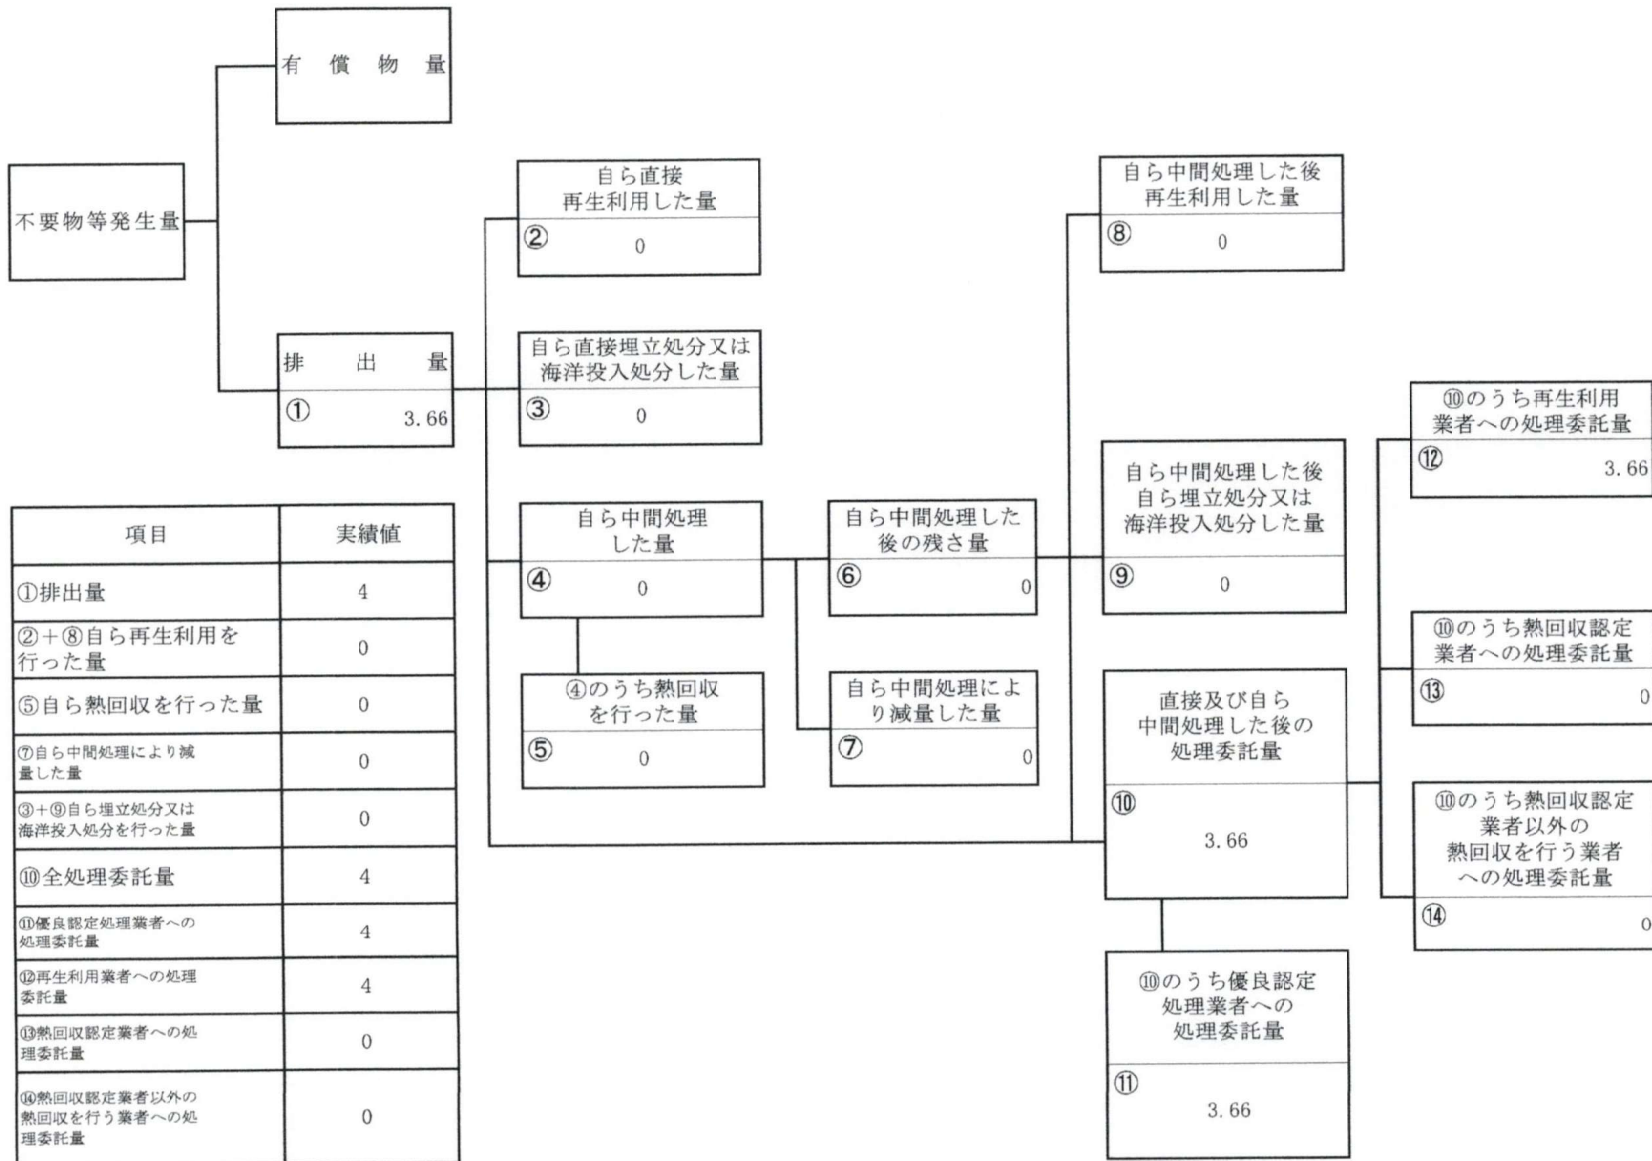 有償物量
不要物等発生量
排出量
①
3.66
自ら直接
再生利用した量
②
0
自ら直接埋立処分又は
海洋投入処分した量
③
0
自ら中間処理
した量
④
0
④のうち熱回収
を行った量
⑤
0
自ら中間処理した
後の残さ量
⑥
0
自ら中間処理によ
り減量した量
⑦
0
自ら中間処理した後
再生利用した量
⑧
0
自ら中間処理した後
自ら埋立処分又は
海洋投入処分した量
⑨
0
直接及び自ら
中間処理した後の
処理委託量
⑩
3.66
⑩のうち優良認定
処理業者への
処理委託量
⑪
3.66
⑩のうち再生利用
業者への処理委託量
⑫
3.66
⑩のうち熱回収認定
業者への処理委託量
⑬
0
⑩のうち熱回収認定
業者以外の
熱回収を行う業者
への処理委託量
⑭
0
項目 実績値
①排出量 4
②+⑧自ら再生利用を
行った量 0
⑤自ら熱回収を行った量 0
⑦自ら中間処理により減
量した量 0
③+⑨自ら埋立処分又は
海洋投入処分を行った量 0
⑩全処理委託量 4
⑪優良認定処理業者への
処理委託量 4
⑫再生利用業者への処理
委託量 4
⑬熱回収認定業者への処
理委託量 0
⑭熱回収認定業者以外の
熱回収を行う業者への処
理委託量 0